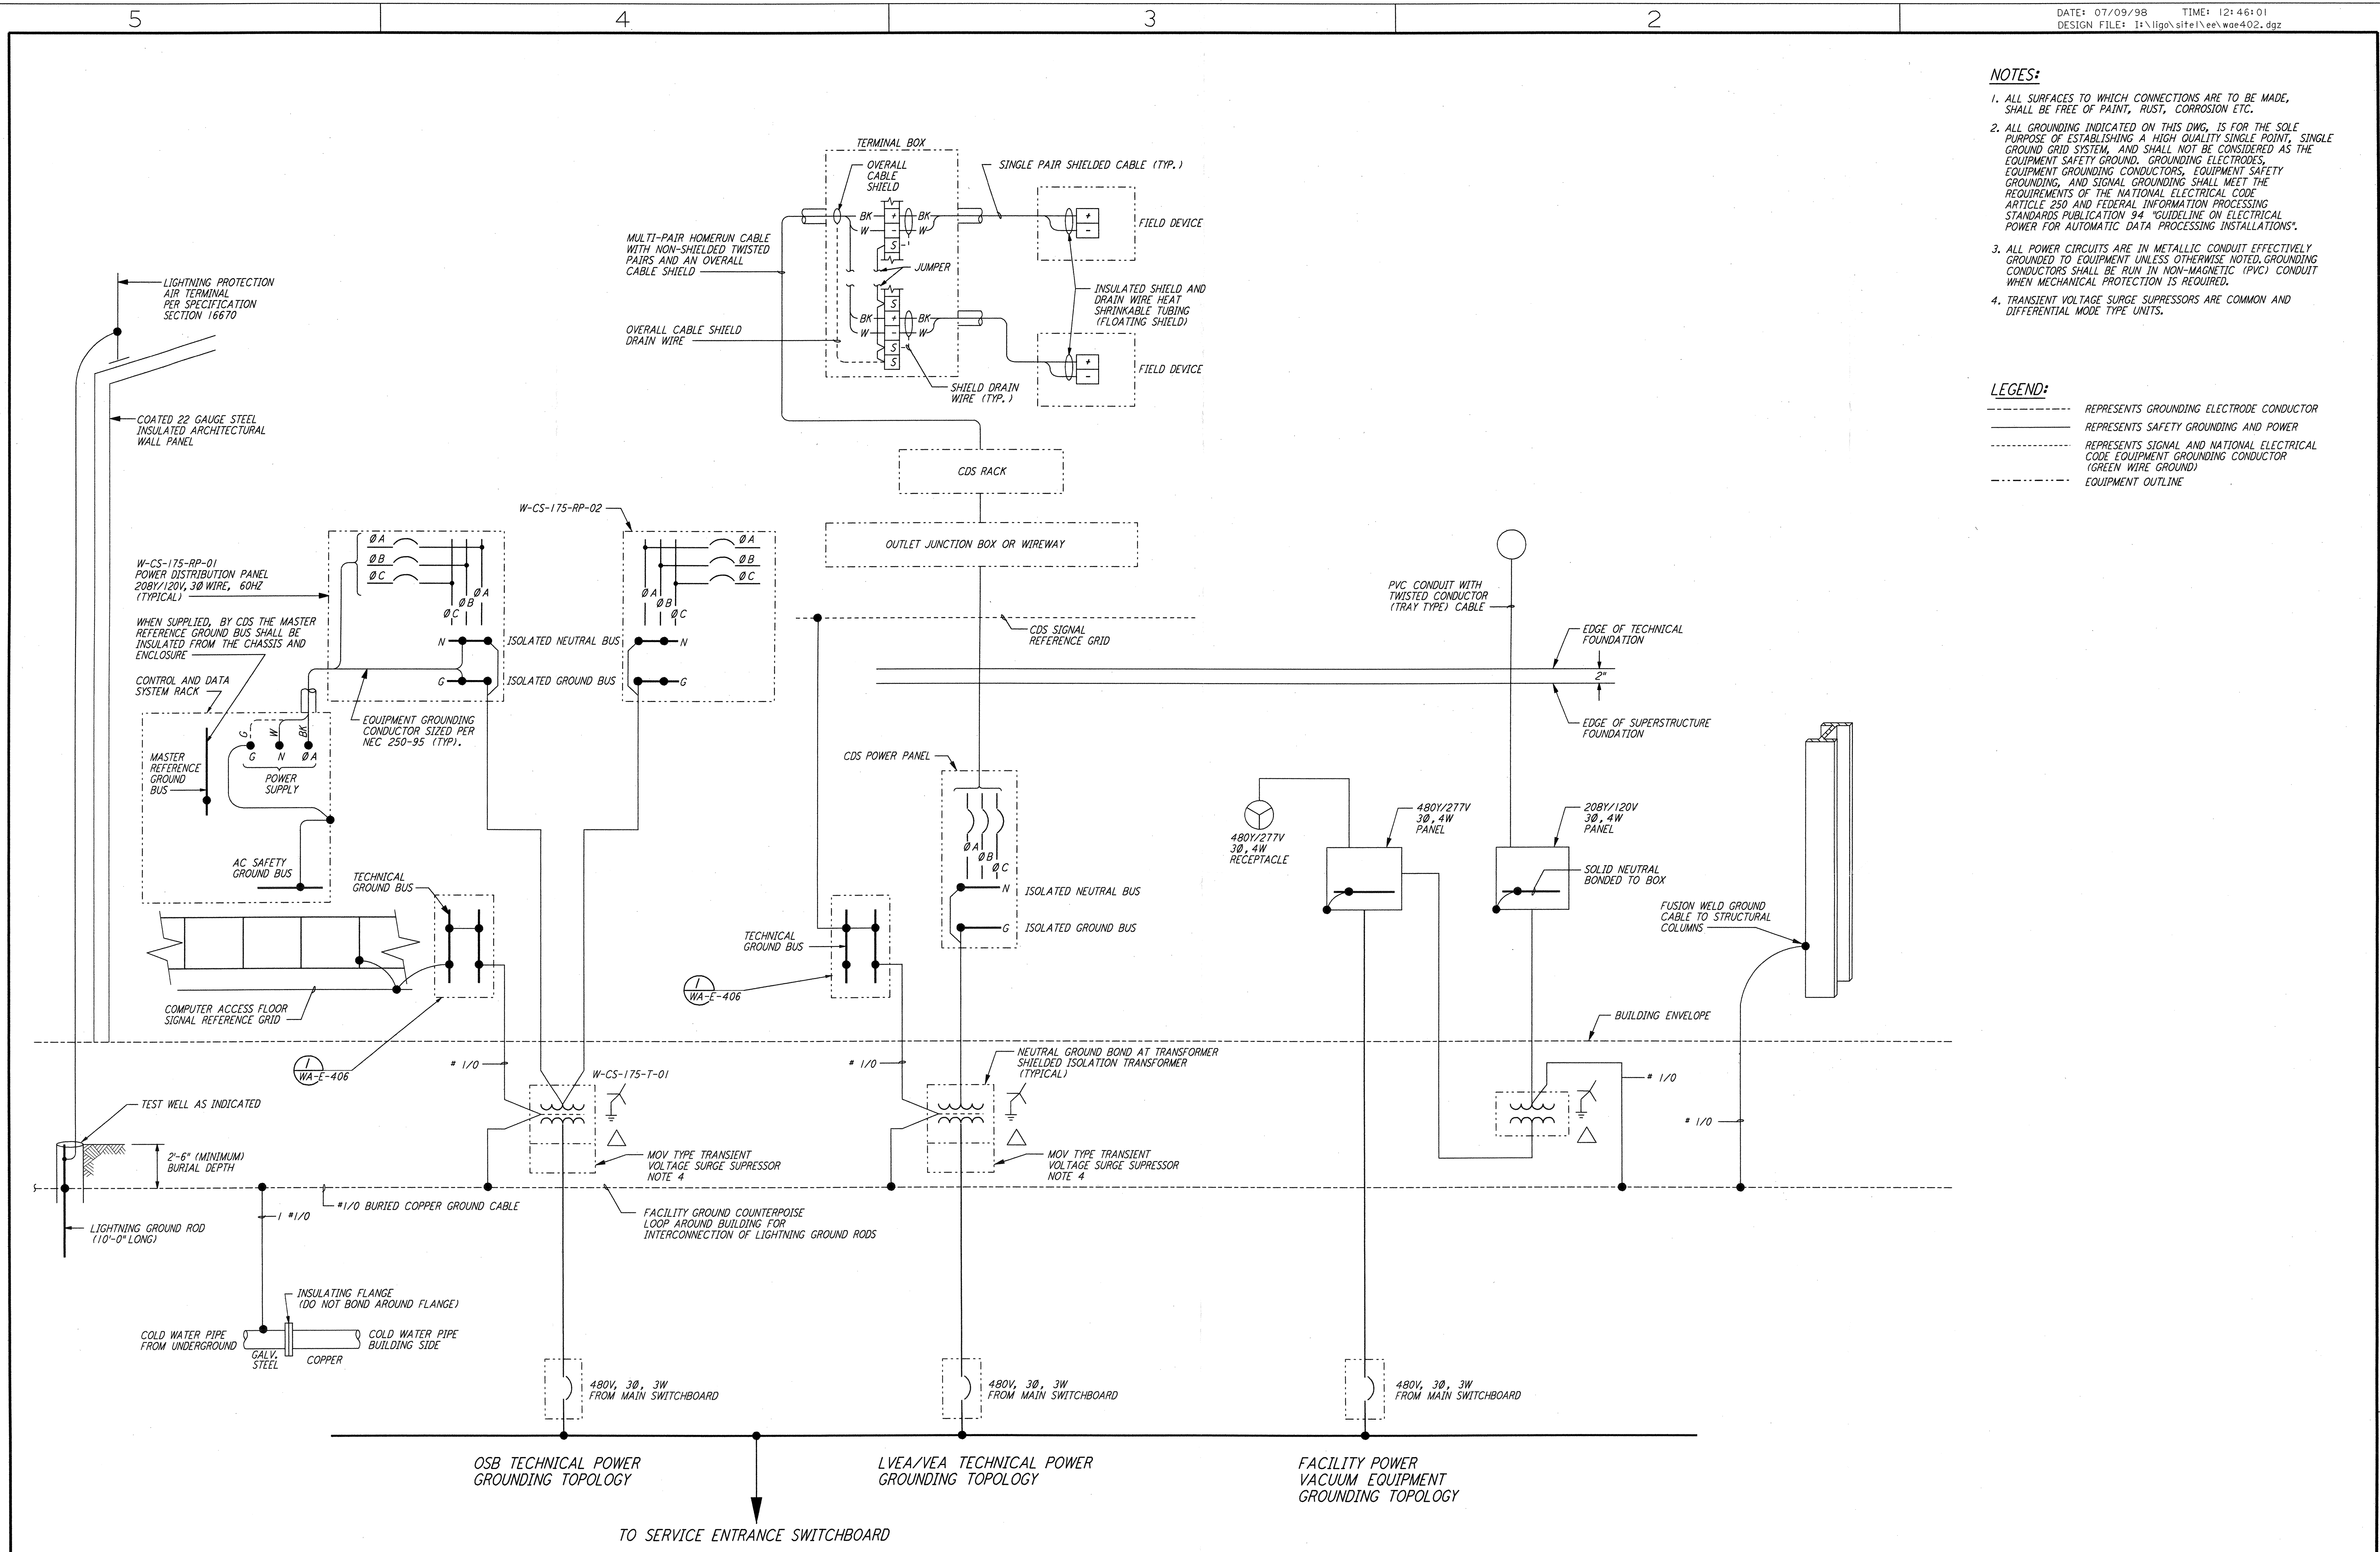 5
4
3
2
DATE: 07/09/98 TIME: 12:46:01
DESIGN FILE: I:\ligo\site1\ee\wae402.dgz
NOTES:
1. ALL SURFACES TO WHICH CONNECTIONS ARE TO BE MADE,
SHALL BE FREE OF PAINT, RUST, CORROSION ETC.
2. ALL GROUNDING INDICATED ON THIS DWG, IS FOR THE SOLE
PURPOSE OF ESTABLISHING A HIGH QUALITY SINGLE POINT, SINGLE
GROUND GRID SYSTEM, AND SHALL NOT BE CONSIDERED AS THE
EQUIPMENT SAFETY GROUND. GROUNDING ELECTRODES,
EQUIPMENT GROUNDING CONDUCTORS, EQUIPMENT SAFETY
GROUNDING, AND SIGNAL GROUNDING SHALL MEET THE
REQUIREMENTS OF THE NATIONAL ELECTRICAL CODE
ARTICLE 250 AND FEDERAL INFORMATION PROCESSING
STANDARDS PUBLICATION 94 "GUIDELINE ON ELECTRICAL
POWER FOR AUTOMATIC DATA PROCESSING INSTALLATIONS".
3. ALL POWER CIRCUITS ARE IN METALLIC CONDUIT EFFECTIVELY
GROUNDED TO EQUIPMENT UNLESS OTHERWISE NOTED. GROUNDING
CONDUCTORS SHALL BE RUN IN NON-MAGNETIC (PVC) CONDUIT
WHEN MECHANICAL PROTECTION IS REQUIRED.
4. TRANSIENT VOLTAGE SURGE SUPRESSORS ARE COMMON AND
DIFFERENTIAL MODE TYPE UNITS.
LEGEND:
REPRESENTS GROUNDING ELECTRODE CONDUCTOR
REPRESENTS SAFETY GROUNDING AND POWER
REPRESENTS SIGNAL AND NATIONAL ELECTRICAL
CODE EQUIPMENT GROUNDING CONDUCTOR
(GREEN WIRE GROUND)
EQUIPMENT OUTLINE
TERMINAL BOX
OVERALL
CABLE
SHIELD
SINGLE PAIR SHIELDED CABLE (TYP.)
BK + BK
W - W
S
+
-
FIELD DEVICE
MULTI-PAIR HOMERUN CABLE
WITH NON-SHIELDED TWISTED
PAIRS AND AN OVERALL
CABLE SHIELD
JUMPER
INSULATED SHIELD AND
DRAIN WIRE HEAT
SHRINKABLE TUBING
(FLOATING SHIELD)
S
BK + BK
W - W
S
S
OVERALL CABLE SHIELD
DRAIN WIRE
+
-
FIELD DEVICE
SHIELD DRAIN
WIRE (TYP.)
LIGHTNING PROTECTION
AIR TERMINAL
PER SPECIFICATION
SECTION 16670
COATED 22 GAUGE STEEL
INSULATED ARCHITECTURAL
WALL PANEL
CDS RACK
OUTLET JUNCTION BOX OR WIREWAY
W-CS-175-RP-02
W-CS-175-RP-01
POWER DISTRIBUTION PANEL
208Y/120V, 3Ø WIRE, 60HZ
(TYPICAL)
Ø A
Ø B
Ø C
Ø A
Ø B
Ø C
Ø A
Ø B
Ø C
Ø A
Ø B
Ø C
WHEN SUPPLIED, BY CDS THE MASTER
REFERENCE GROUND BUS SHALL BE
INSULATED FROM THE CHASSIS AND
ENCLOSURE
N ISOLATED NEUTRAL BUS N
G ISOLATED GROUND BUS G
CDS SIGNAL
REFERENCE GRID
PVC CONDUIT WITH
TWISTED CONDUCTOR
(TRAY TYPE) CABLE
EDGE OF TECHNICAL
FOUNDATION
2"
EDGE OF SUPERSTRUCTURE
FOUNDATION
CONTROL AND DATA
SYSTEM RACK
EQUIPMENT GROUNDING
CONDUCTOR SIZED PER
NEC 250-95 (TYP).
G W BK
G N Ø A
POWER
SUPPLY
MASTER
REFERENCE
GROUND
BUS
AC SAFETY
GROUND BUS
TECHNICAL
GROUND BUS
CDS POWER PANEL
Ø A
Ø B
Ø C
N ISOLATED NEUTRAL BUS
G ISOLATED GROUND BUS
TECHNICAL
GROUND BUS
1
WA-E-406
480Y/277V
3Ø, 4W
RECEPTACLE
480Y/277V
3Ø, 4W
PANEL
208Y/120V
3Ø, 4W
PANEL
SOLID NEUTRAL
BONDED TO BOX
FUSION WELD GROUND
CABLE TO STRUCTURAL
COLUMNS
COMPUTER ACCESS FLOOR
SIGNAL REFERENCE GRID
1
WA-E-406
BUILDING ENVELOPE
# 1/0
W-CS-175-T-01
# 1/0
NEUTRAL GROUND BOND AT TRANSFORMER
SHIELDED ISOLATION TRANSFORMER
(TYPICAL)
# 1/0
# 1/0
TEST WELL AS INDICATED
2'-6" (MINIMUM)
BURIAL DEPTH
MOV TYPE TRANSIENT
VOLTAGE SURGE SUPRESSOR
NOTE 4
MOV TYPE TRANSIENT
VOLTAGE SURGE SUPRESSOR
NOTE 4
#1/0 BURIED COPPER GROUND CABLE
1 #1/0
LIGHTNING GROUND ROD
(10'-0" LONG)
FACILITY GROUND COUNTERPOISE
LOOP AROUND BUILDING FOR
INTERCONNECTION OF LIGHTNING GROUND RODS
INSULATING FLANGE
(DO NOT BOND AROUND FLANGE)
COLD WATER PIPE
FROM UNDERGROUND
COLD WATER PIPE
BUILDING SIDE
GALV.
STEEL
COPPER
480V, 3Ø, 3W
FROM MAIN SWITCHBOARD
480V, 3Ø, 3W
FROM MAIN SWITCHBOARD
480V, 3Ø, 3W
FROM MAIN SWITCHBOARD
OSB TECHNICAL POWER
GROUNDING TOPOLOGY
LVEA/VEA TECHNICAL POWER
GROUNDING TOPOLOGY
FACILITY POWER
VACUUM EQUIPMENT
GROUNDING TOPOLOGY
TO SERVICE ENTRANCE SWITCHBOARD